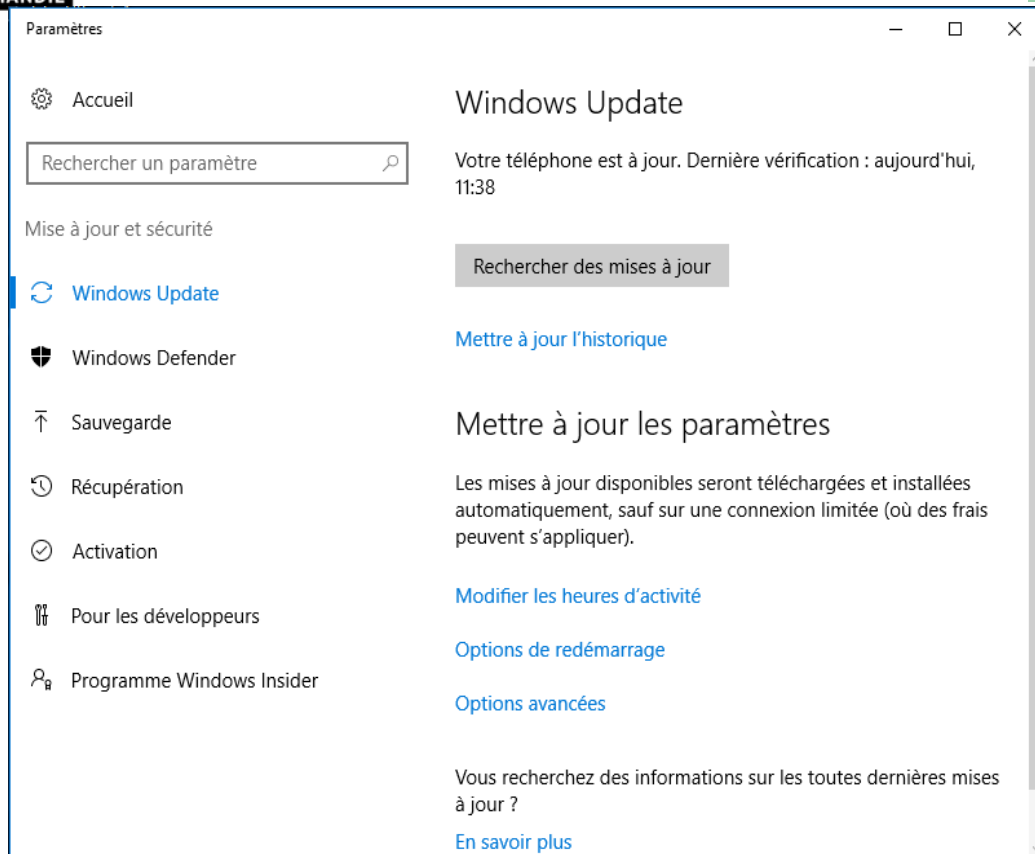 Paramètres
Accueil
Rechercher un paramètre
Mise à jour et sécurité
Windows Update
Windows Defender
Sauvegarde
Récupération
Activation
Pour les développeurs
Programme Windows Insider
Windows Update
Votre téléphone est à jour. Dernière vérification : aujourd'hui,
11:38
Rechercher des mises à jour
Mettre à jour l’historique
Mettre à jour les paramètres
Les mises à jour disponibles seront téléchargées et installées
automatiquement, sauf sur une connexion limitée (où des frais
peuvent s’appliquer).
Modifier les heures d’activité
Options de redémarrage
Options avancées
Vous recherchez des informations sur les toutes dernières mises
à jour ?
En savoir plus